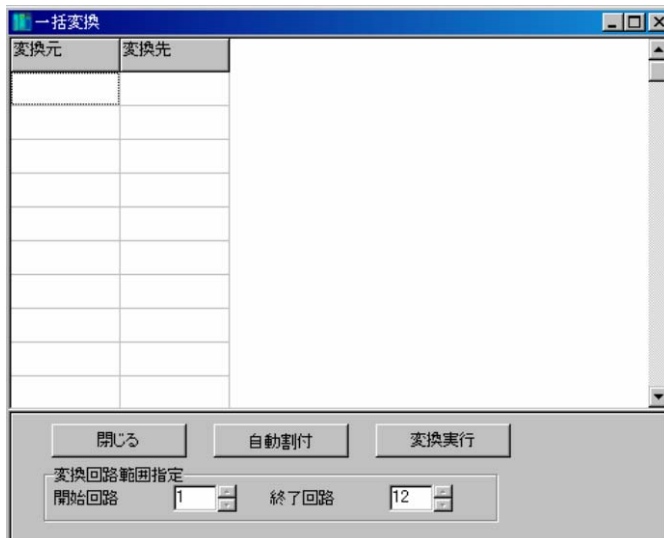 一括変換
変換元 変換先
閉じる 自動割付 変換実行
変換回路範囲指定
開始回路 1 終了回路 12